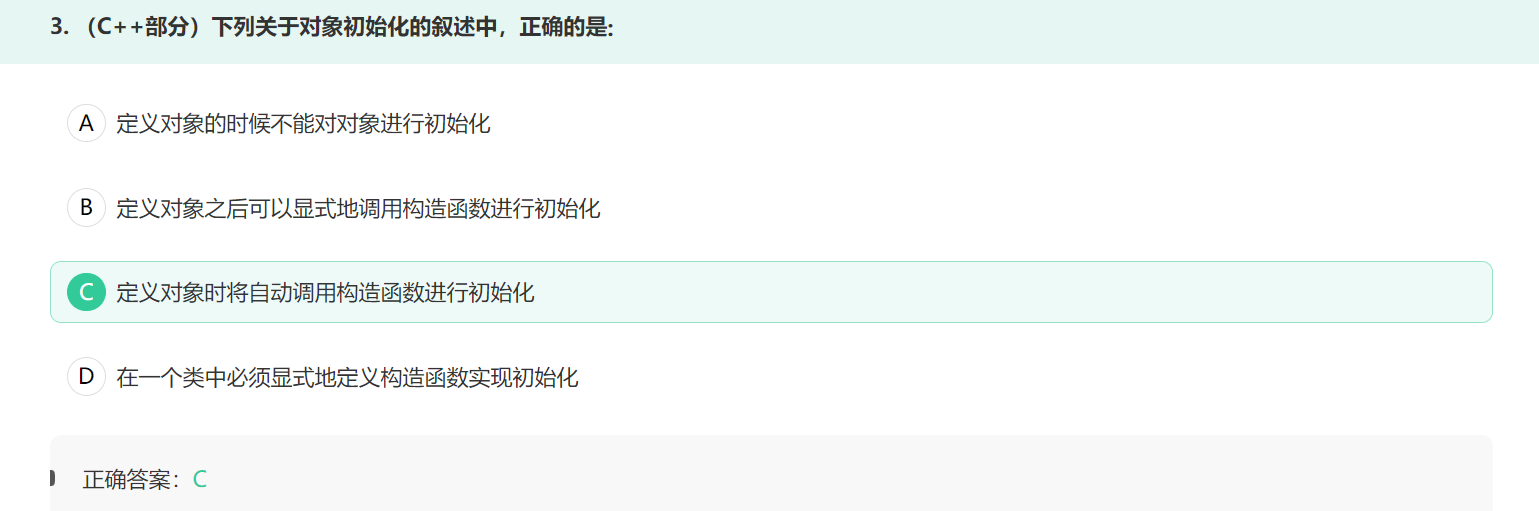 3. （C++部分）下列关于对象初始化的叙述中，正确的是:
A 定义对象的时候不能对对象进行初始化
B 定义对象之后可以显式地调用构造函数进行初始化
C 定义对象时将自动调用构造函数进行初始化
D 在一个类中必须显式地定义构造函数实现初始化
正确答案：C